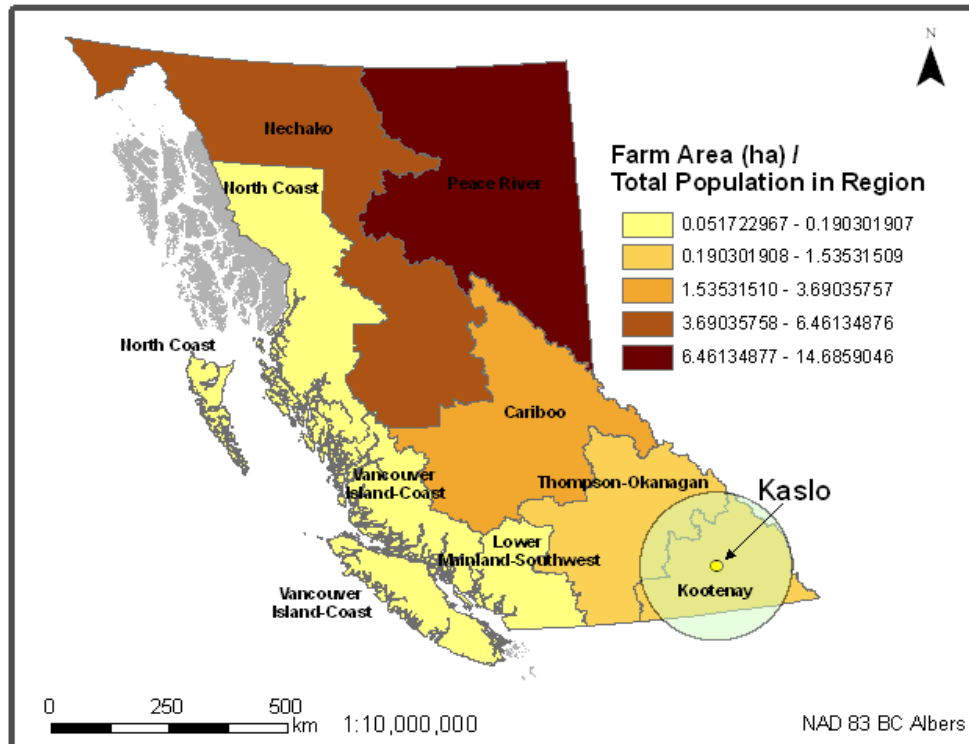 N
Nechako
North Coast
Peace River
Farm Area (ha) /
Total Population in Region
0.051722967 - 0.190301907
0.190301908 - 1.53531509
1.53531510 - 3.69035757
3.69035758 - 6.46134876
6.46134877 - 14.6859046
North Coast
Cariboo
Vancouver
Island-Coast
Thompson-Okanagan
Kaslo
Lower
Mainland-Southwest
Kootenay
Vancouver
Island-Coast
0 250 500
km
1:10,000,000
NAD 83 BC Albers